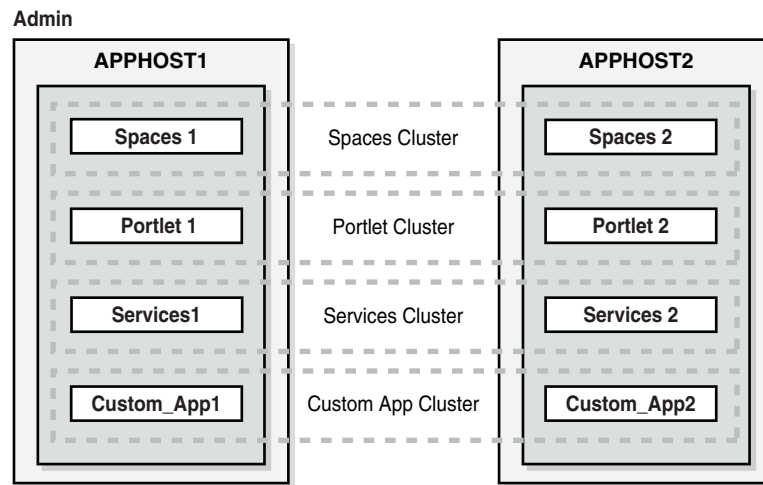 Admin
APPHOST1
APPHOST2
Spaces 1
Spaces Cluster
Spaces 2
Portlet 1
Portlet Cluster
Portlet 2
Services1
Services Cluster
Services 2
Custom_App1
Custom App Cluster
Custom_App2